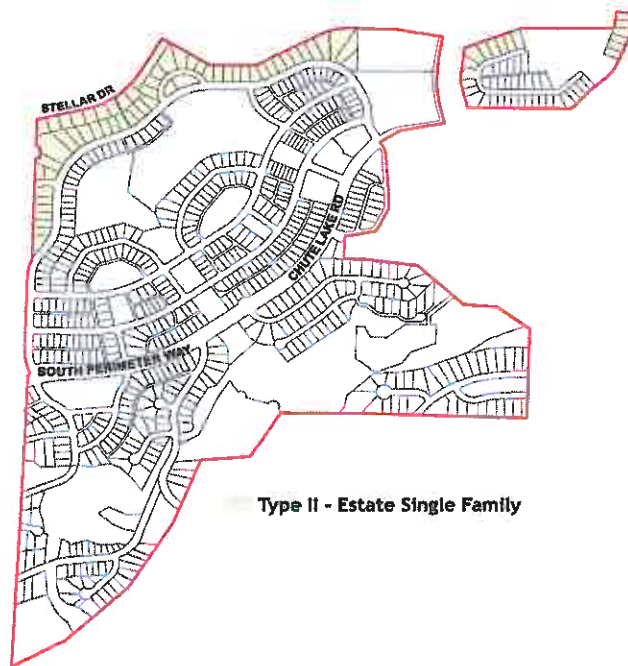 STELLAR DR
CHUTE LAKE RD
SOUTH PERIMETER WAY
Type II - Estate Single Family